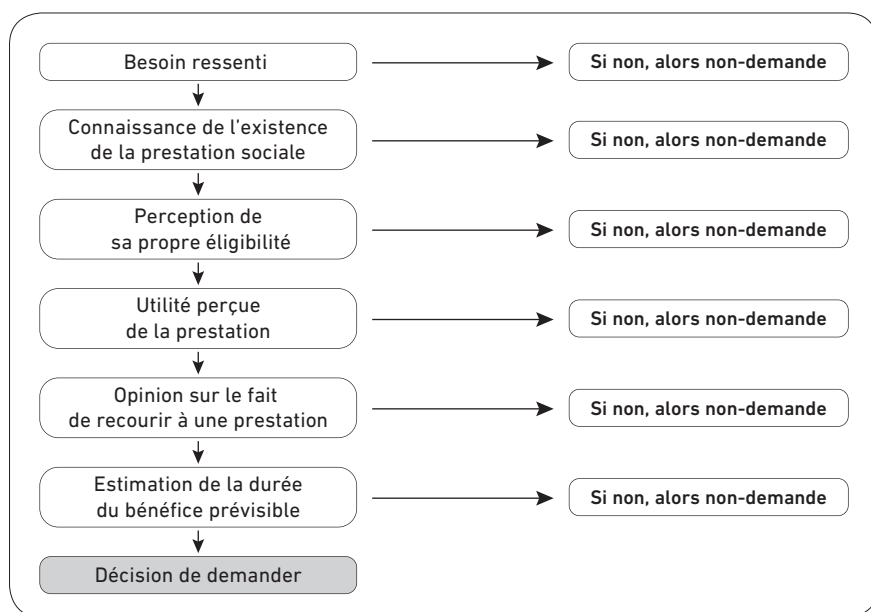 Besoin ressenti
Si non, alors non-demande
Connaissance de l'existence
de la prestation sociale
Si non, alors non-demande
Perception de
sa propre éligibilité
Si non, alors non-demande
Utilité perçue
de la prestation
Si non, alors non-demande
Opinion sur le fait
de recourir à une prestation
Si non, alors non-demande
Estimation de la durée
du bénéfice prévisible
Si non, alors non-demande
Décision de demander